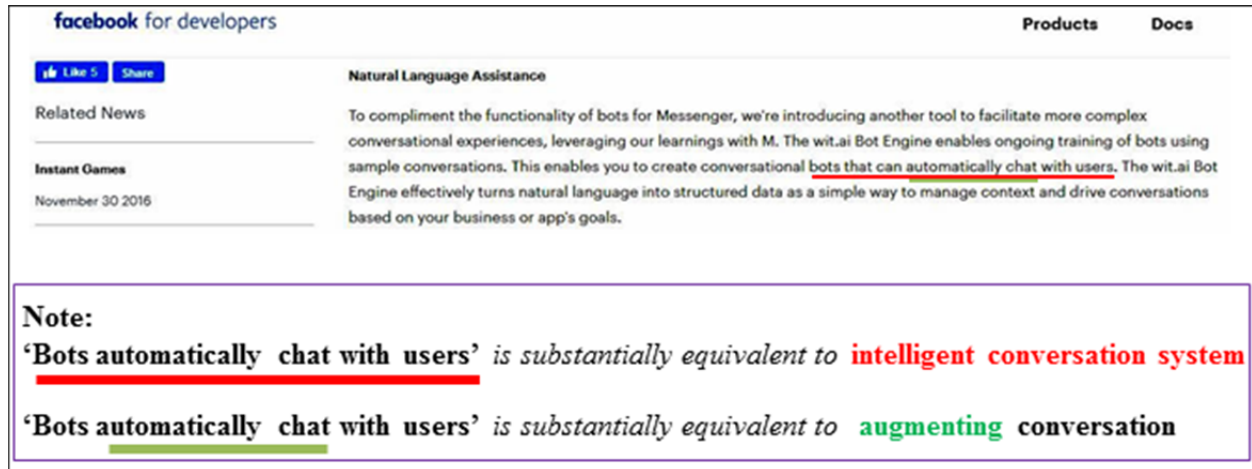 facebook for developers
Products Docs
Like 5 Share
Natural Language Assistance
Related News
To compliment the functionality of bots for Messenger, we're introducing another tool to facilitate more complex
conversational experiences, leveraging our learnings with M. The wit.ai Bot Engine enables ongoing training of bots using
Instant Games
sample conversations. This enables you to create conversational bots that can automatically chat with users. The wit.ai Bot
November 30 2016
Engine effectively turns natural language into structured data as a simple way to manage context and drive conversations
based on your business or app's goals.
Note:
‘Bots automatically chat with users’ is substantially equivalent to intelligent conversation system
‘Bots automatically chat with users’ is substantially equivalent to augmenting conversation